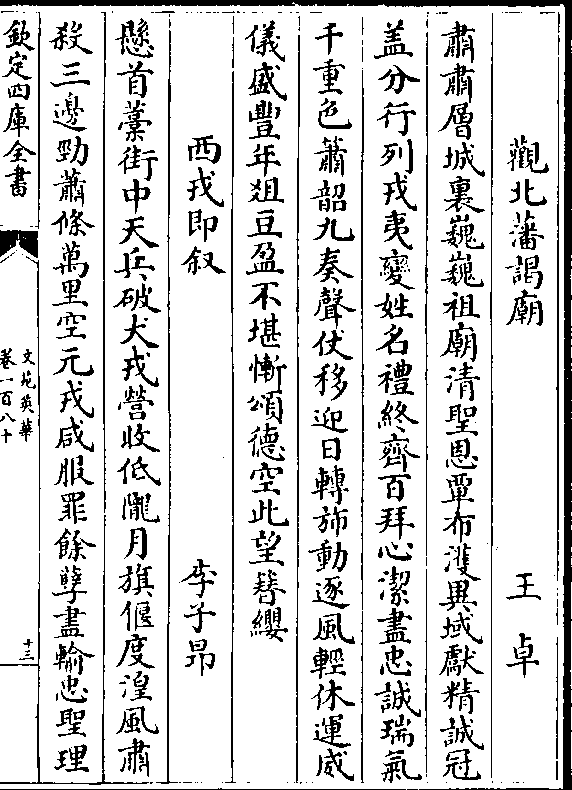 觀北藩謁廟　王卓
肅肅層城裏巍巍祖廟清聖恩覃布濩異域獻精誠冠
盖分行列戎夷變姓名禮終齊百拜心潔盡忠誠瑞氣
千重色簫韶九奏聲仗移迎日轉斾動逐風輕休運威
儀盛豐年俎豆盈不堪慚頌德空此望簪纓
西戎即叙　李子昂
懸首藁街中天兵破犬戎營收低隴月旗偃度湟風肅
殺三邊勁蕭條萬里空元戎咸服罪餘孽盡輸忠聖理
欽定四庫全書
文苑英華
卷一百八十
十三